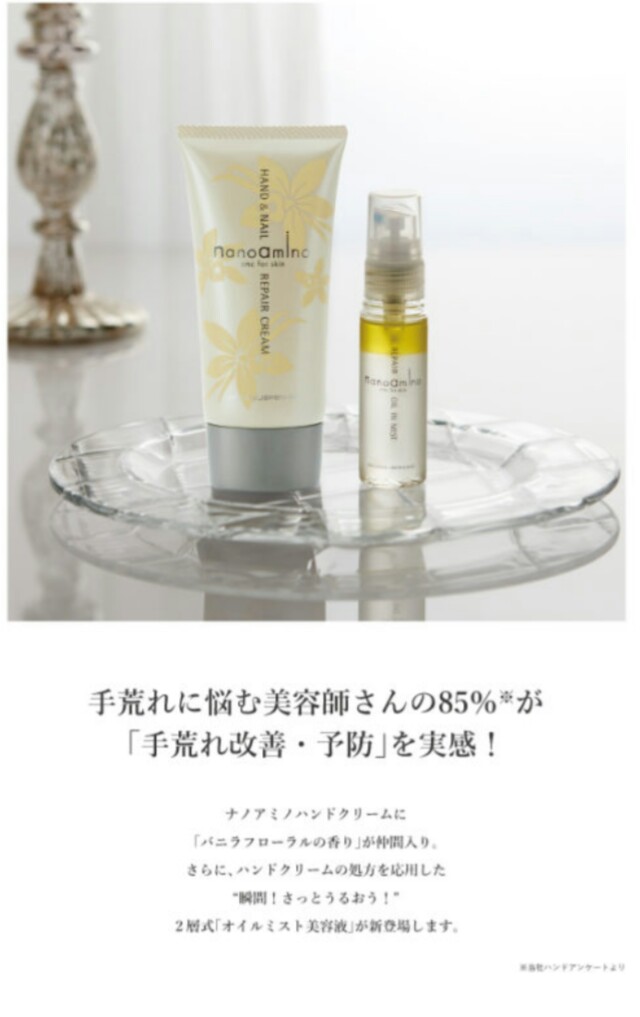 HAND & NAIL REPAIR CREAM
nanoamino
one for skin
REPAIR OIL IN MIST
nanoamino
手荒れに悩む美容師さんの85%※が
「手荒れ改善・予防」を実感！
ナノアミノハンドクリームに
「バニラフローラルの香り」が仲間入り。
さらに、ハンドクリームの処方を応用した
“瞬間！さっとうるおう！”
2層式「オイルミスト美容液」が新登場します。
※当社ハンドアンケートより